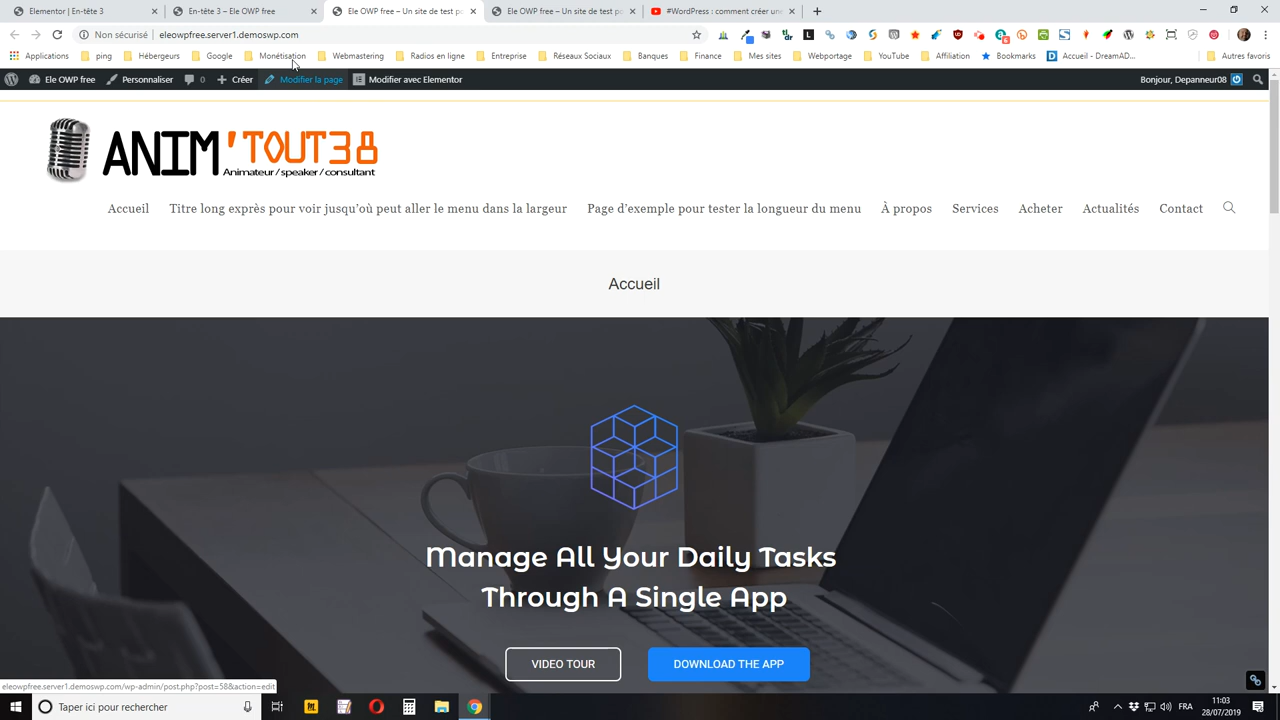 Elementor | En-tête 3
En-tête 3 – Ele OWP free
Ele OWP free – Un site de test po
Ele OWP free – Un site de test po
#WordPress : comment créer une
Non sécurisé
eleowpfree.server1.demoswp.com
Applications
ping
Hébergeurs
Google
Monétisation
Webmastering
Radios en ligne
Entreprise
Réseaux Sociaux
Banques
Finance
Mes sites
Webportage
YouTube
Affiliation
Bookmarks
Accueil - DreamAD...
Autres favoris
Ele OWP free
Personnaliser
0
Créer
Modifier la page
Modifier avec Elementor
Bonjour, Depanneur08
ANIM'TOUT38
Animateur/speaker/consultant
Accueil
Titre long exprès pour voir jusqu'où peut aller le menu dans la largeur
Page d'exemple pour tester la longueur du menu
À propos
Services
Acheter
Actualités
Contact
Accueil
Manage All Your Daily Tasks
Through A Single App
VIDEO TOUR
DOWNLOAD THE APP
eleowpfree.server1.demoswp.com/wp-admin/post.php?post=58&action=edit
Taper ici pour rechercher
FRA
11:03
28/07/2019